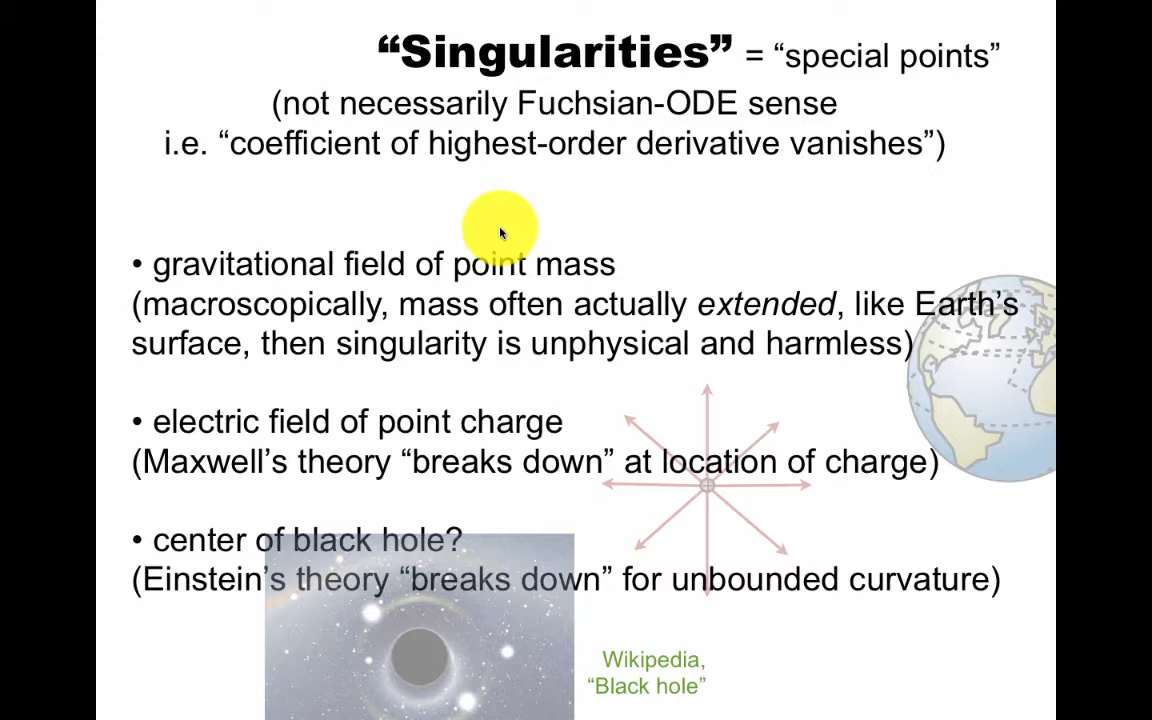 “Singularities” = “special points”
(not necessarily Fuchsian-ODE sense
i.e. “coefficient of highest-order derivative vanishes”)
• gravitational field of point mass
(macroscopically, mass often actually extended, like Earth’s
surface, then singularity is unphysical and harmless)
• electric field of point charge
(Maxwell’s theory “breaks down” at location of charge)
• center of black hole?
(Einstein’s theory “breaks down” for unbounded curvature)
Wikipedia,
“Black hole”